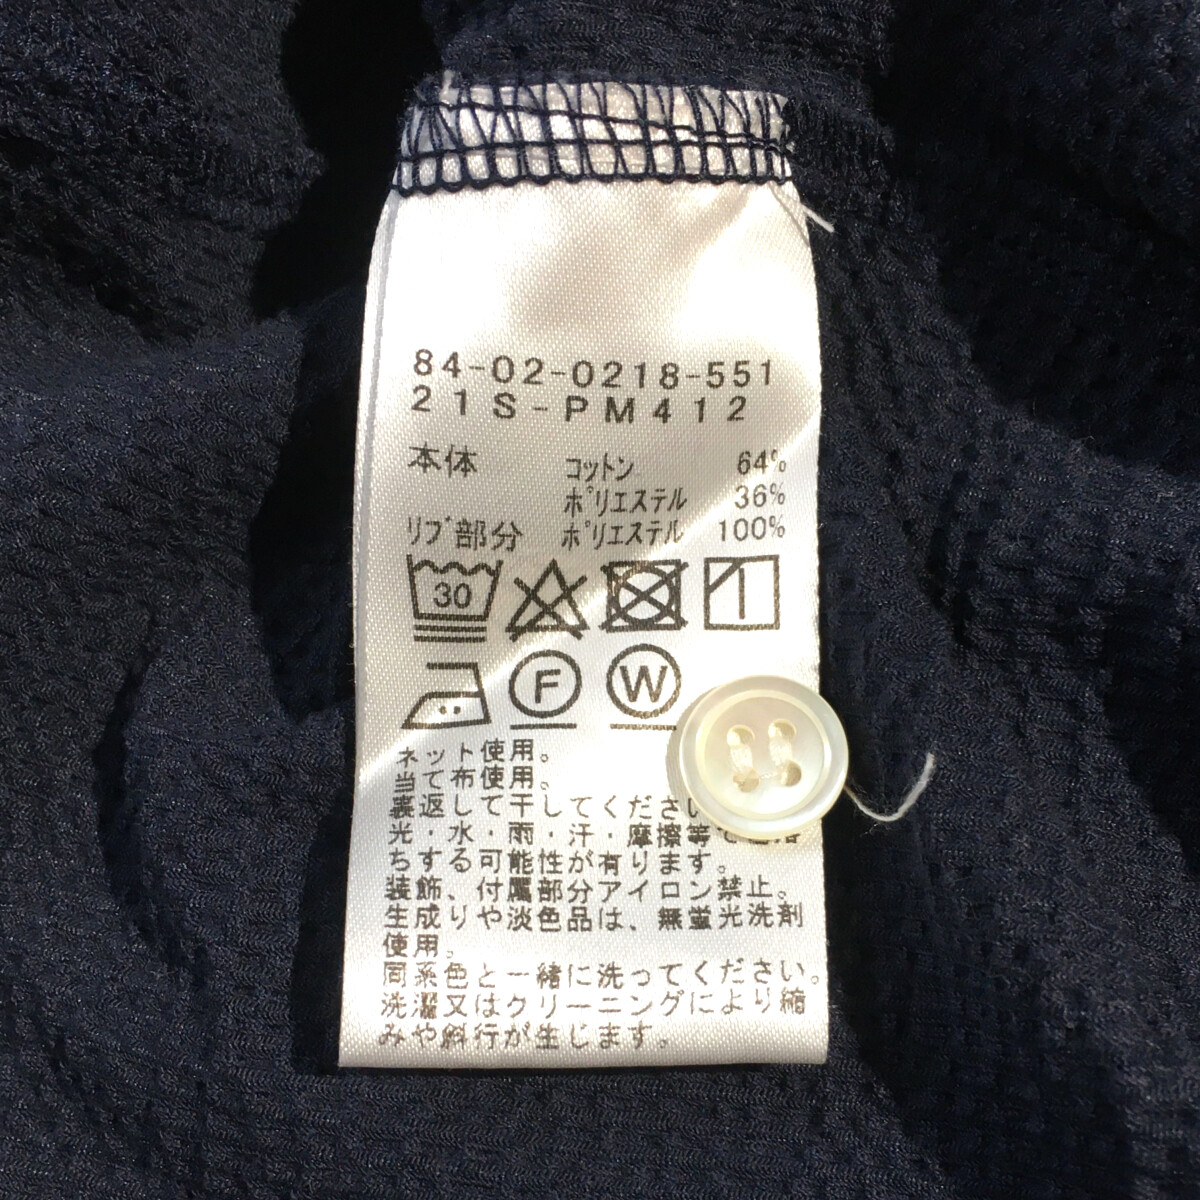 84-02-0218-551
21S-PM412
本体 コットン 64%
ポリエステル 36%
リブ部分 ポリエステル 100%
30
F W
ネット使用。
当て布使用。
裏返して干してください
光・水・雨・汗・摩擦等で
ちする可能性が有ります。
装飾、付属部分アイロン禁止。
生成りや淡色品は、無蛍光洗剤
使用。
同系色と一緒に洗ってください。
洗濯又はクリーニングにより縮
みや斜行が生じます。